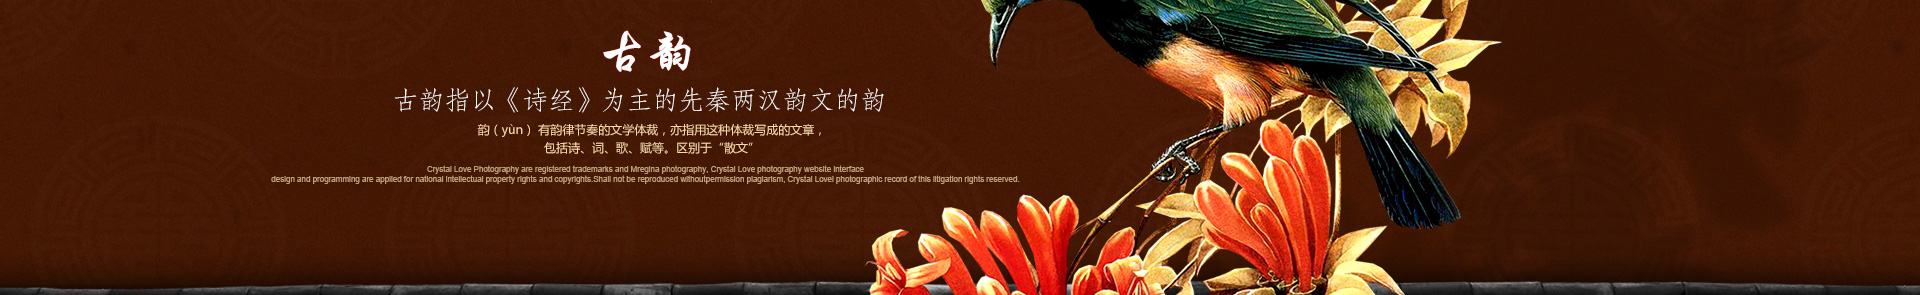 古韵
古韵指以《诗经》为主的先秦两汉韵文的韵
韵（yùn） 有韵律节奏的文学体裁，亦指用这种体裁写成的文章，
包括诗、词、歌、赋等。区别于“散文”
Crystal Love Photography are registered trademarks and Mregina photography, Crystal Love photography website interface
design and programming are applied for national intellectual property rights and copyrights.Shall not be reproduced withoutpermission plagiarism, Crystal Lovel photographic record of this litigation rights reserved.